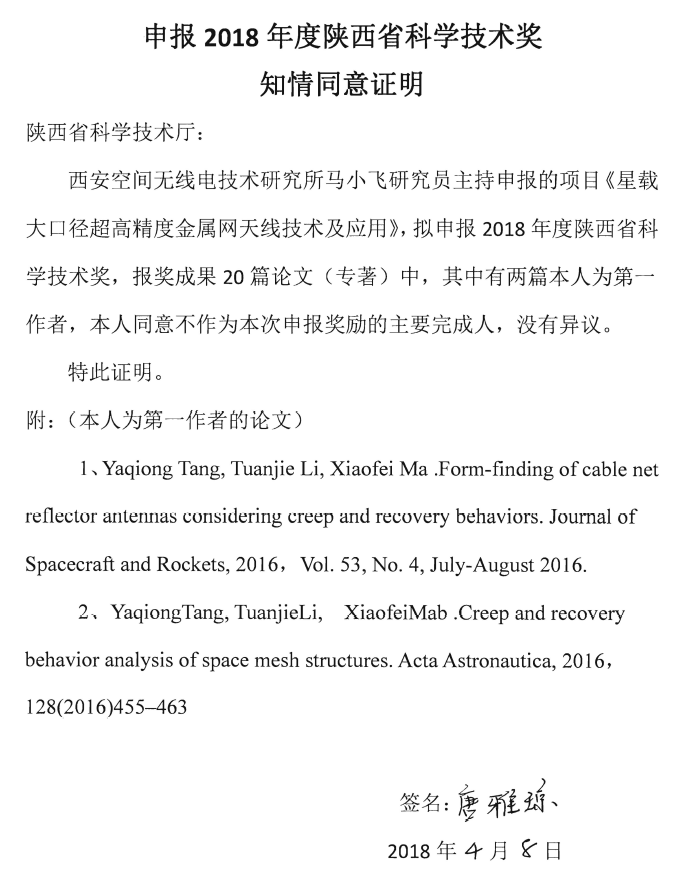 申报 2018 年度陕西省科学技术奖
知情同意证明
陕西省科学技术厅：
西安空间无线电技术研究所马小飞研究员主持申报的项目《星载
大口径超高精度金属网天线技术及应用》，拟申报 2018 年度陕西省科
学技术奖，报奖成果 20 篇论文（专著）中，其中有两篇本人为第一
作者，本人同意不作为本次申报奖励的主要完成人，没有异议。
特此证明。
附：（本人为第一作者的论文）
1、Yaqiong Tang, Tuanjie Li, Xiaofei Ma .Form-finding of cable net
reflector antennas considering creep and recovery behaviors. Journal of
Spacecraft and Rockets, 2016，Vol. 53, No. 4, July-August 2016.
2、YaqiongTang, TuanjieLi, XiaofeiMab .Creep and recovery
behavior analysis of space mesh structures. Acta Astronautica, 2016，
128(2016)455–463
签名：唐雅琼
2018 年 4 月 8 日